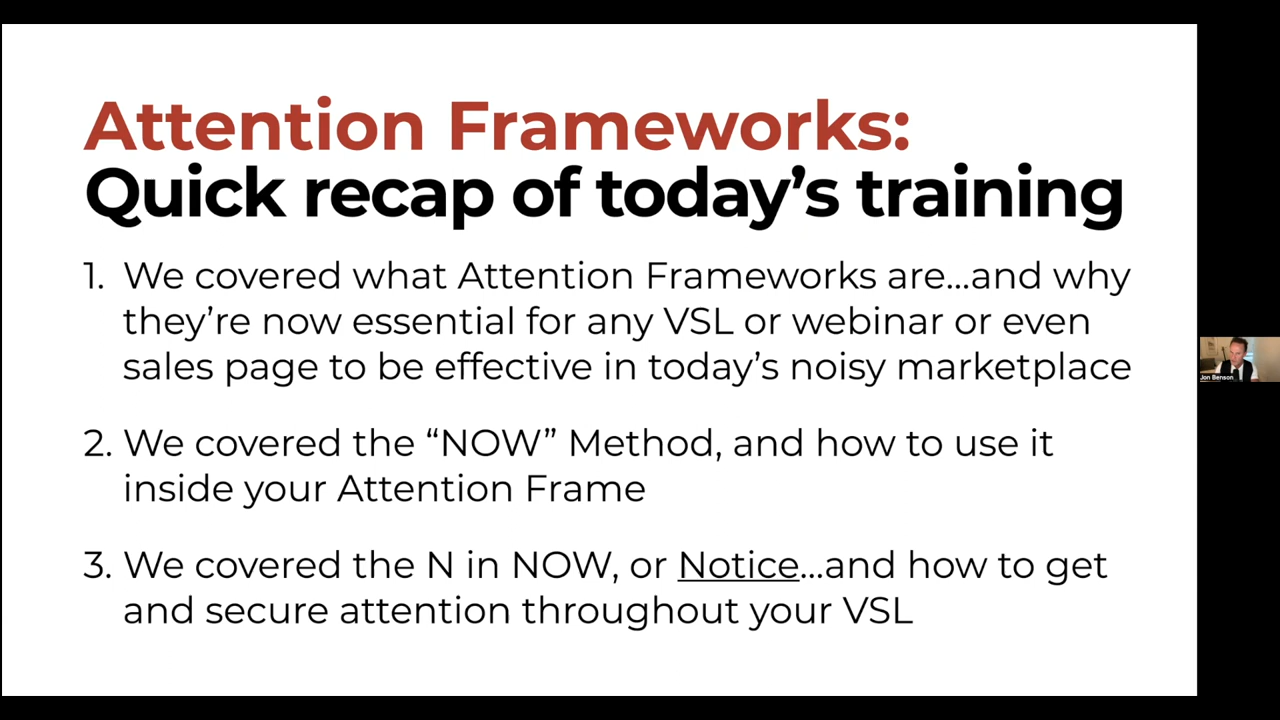 Attention Frameworks:
Quick recap of today’s training
1. We covered what Attention Frameworks are...and why
they’re now essential for any VSL or webinar or even
sales page to be effective in today’s noisy marketplace
2. We covered the “NOW” Method, and how to use it
inside your Attention Frame
3. We covered the N in NOW, or Notice...and how to get
and secure attention throughout your VSL
Jon Benson